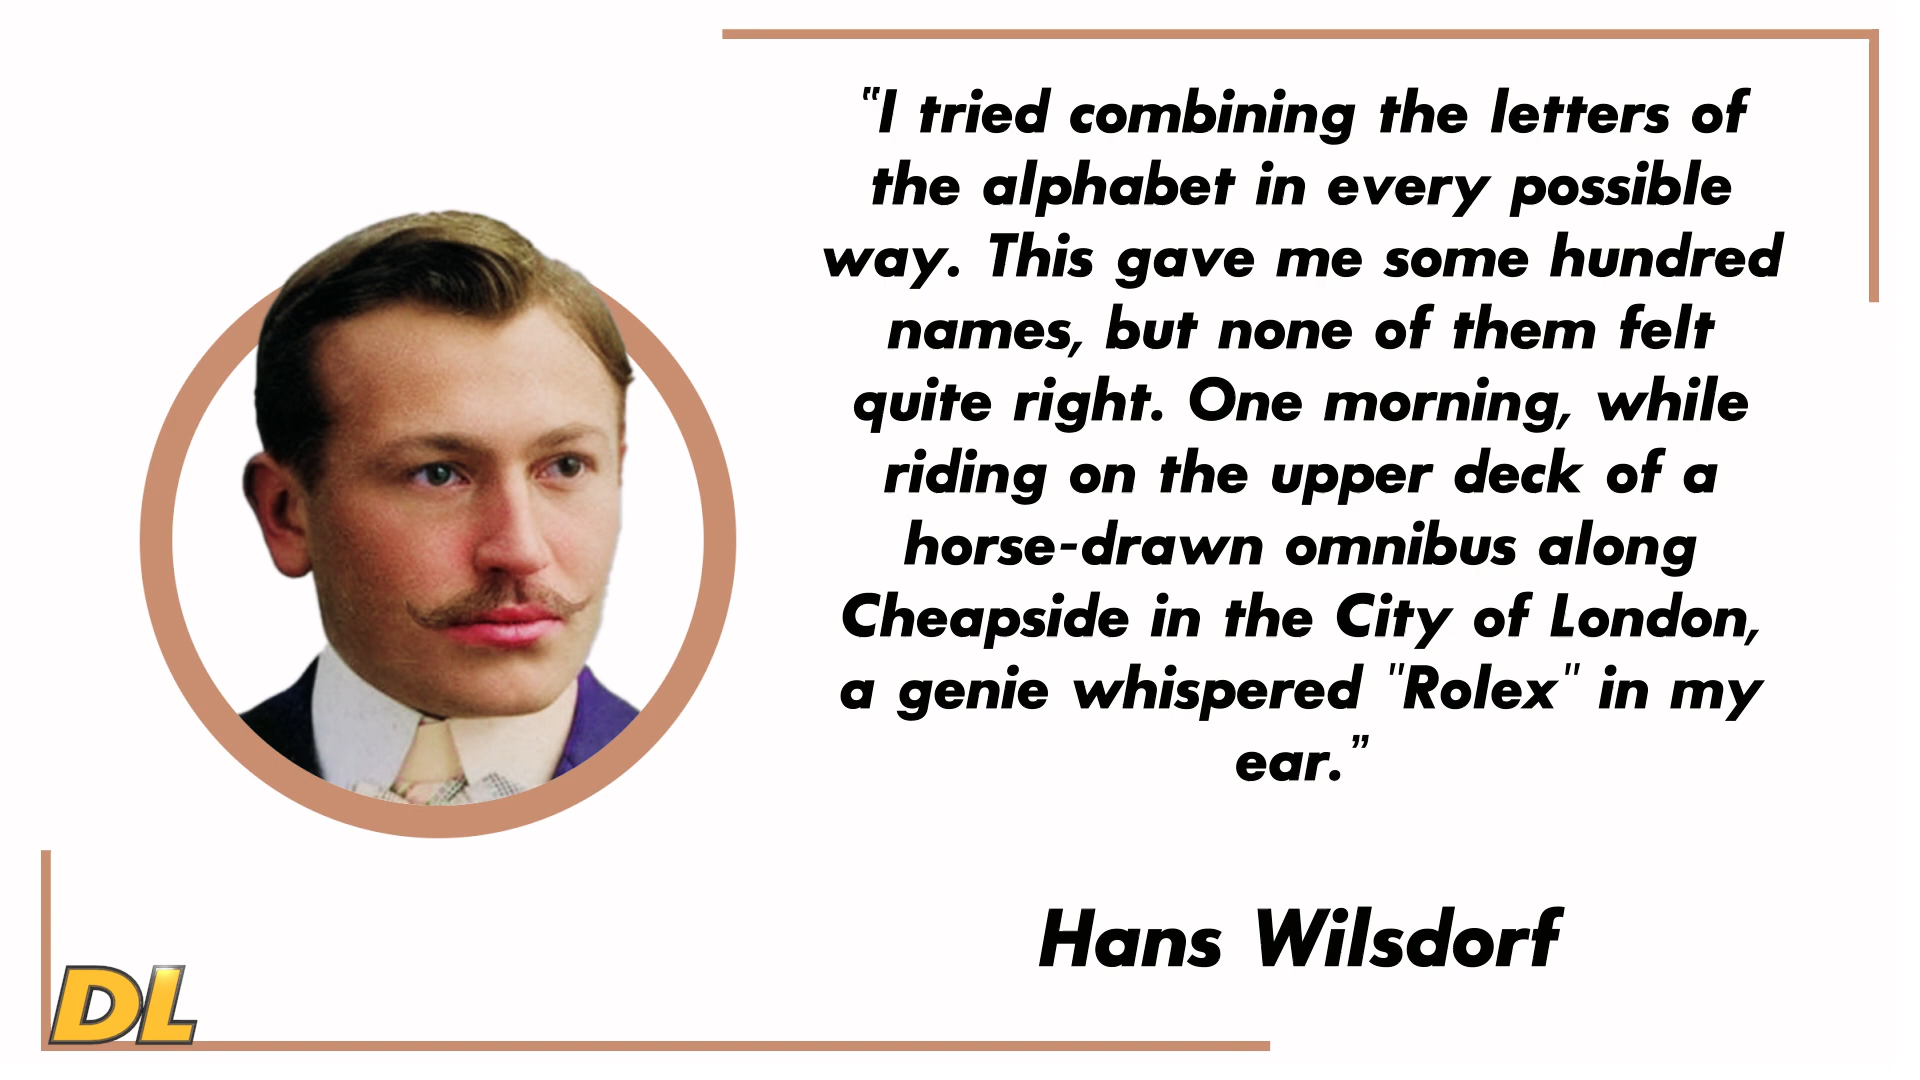 "I tried combining the letters of
the alphabet in every possible
way. This gave me some hundred
names, but none of them felt
quite right. One morning, while
riding on the upper deck of a
horse-drawn omnibus along
Cheapside in the City of London,
a genie whispered "Rolex" in my
ear.”
Hans Wilsdorf
DL